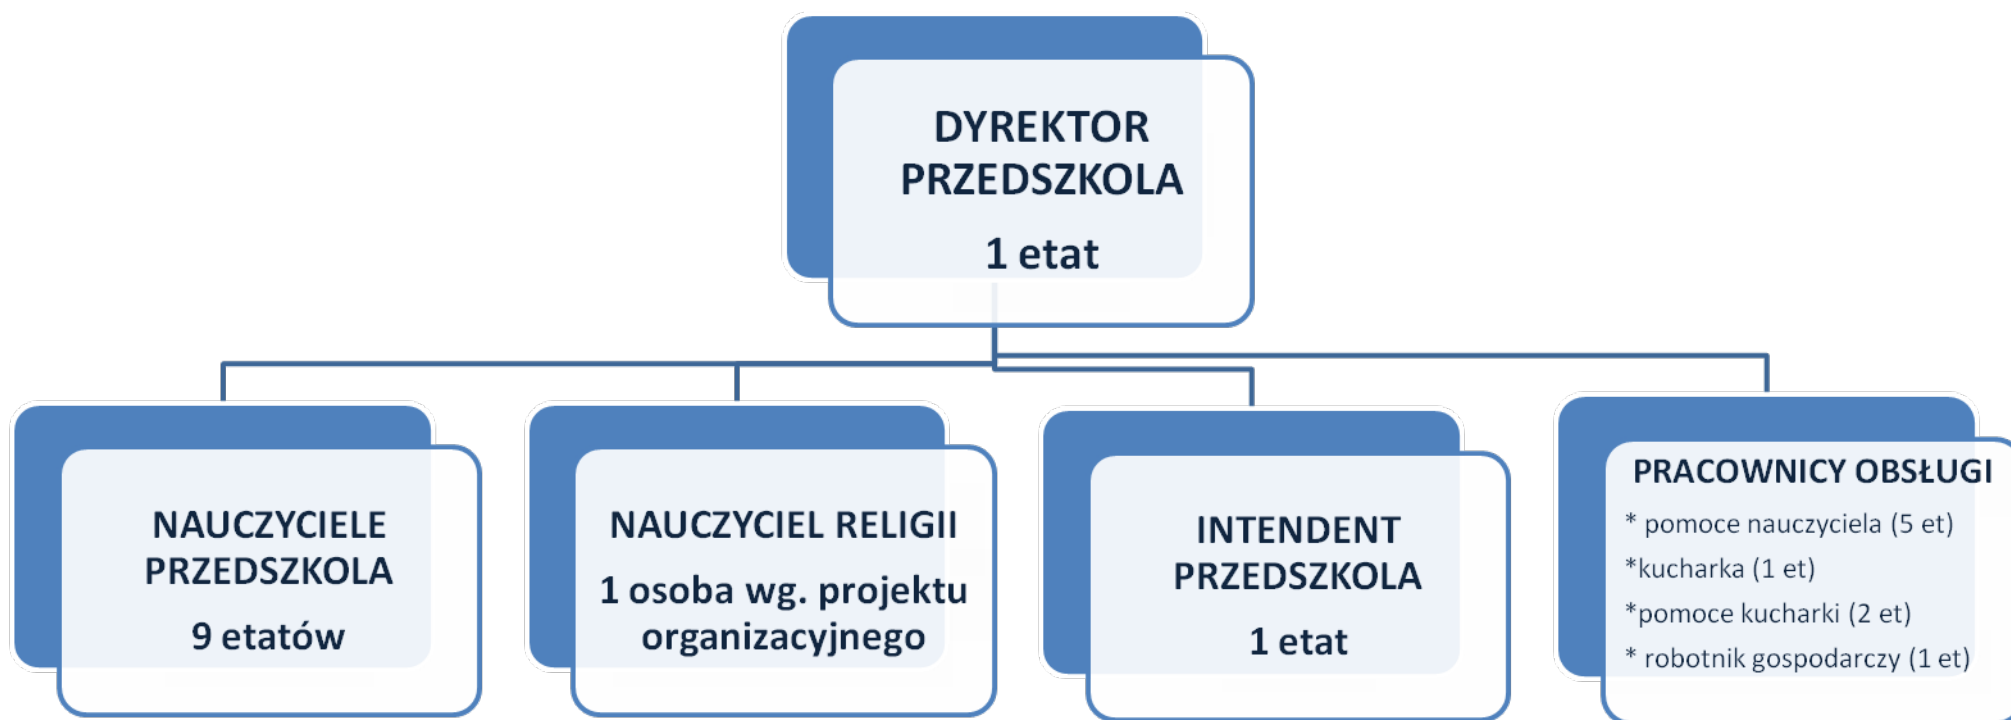 DYREKTOR
PRZEDSZKOLA
1 etat
NAUCZYCIELE
PRZEDSZKOLA
9 etatów
NAUCZYCIEL RELIGII
1 osoba wg. projektu
organizacyjnego
INTENDENT
PRZEDSZKOLA
1 etat
PRACOWNICY OBSŁUGI
* pomoce nauczyciela (5 et)
*kucharka (1 et)
*pomoce kucharki (2 et)
* robotnik gospodarczy (1 et)